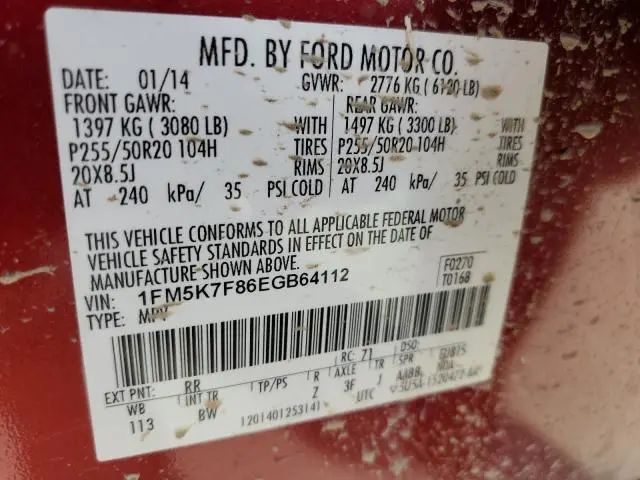 MFD. BY FORD MOTOR CO.
DATE: 01/14 GVWR: 2776 KG ( 6120 LB)
FRONT GAWR: REAR GAWR:
1397 KG ( 3080 LB) WITH 1497 KG ( 3300 LB) WITH
P255/50R20 104H TIRES P255/50R20 104H TIRES
20X8.5J RIMS 20X8.5J RIMS
AT 240 kPa/ 35 PSI COLD AT 240 kPa/ 35 PSI COLD
THIS VEHICLE CONFORMS TO ALL APPLICABLE FEDERAL MOTOR
VEHICLE SAFETY STANDARDS IN EFFECT ON THE DATE OF
MANUFACTURE SHOWN ABOVE.
VIN: 1FM5K7F86EGB64112 F0270
TYPE: MPV T0168
RC: 71 DSO:
EXT PNT: RR
WB INT TR TP/PS R AXLE TR SPR
113 BW Z 3F J AABB
1201401253141 UTC